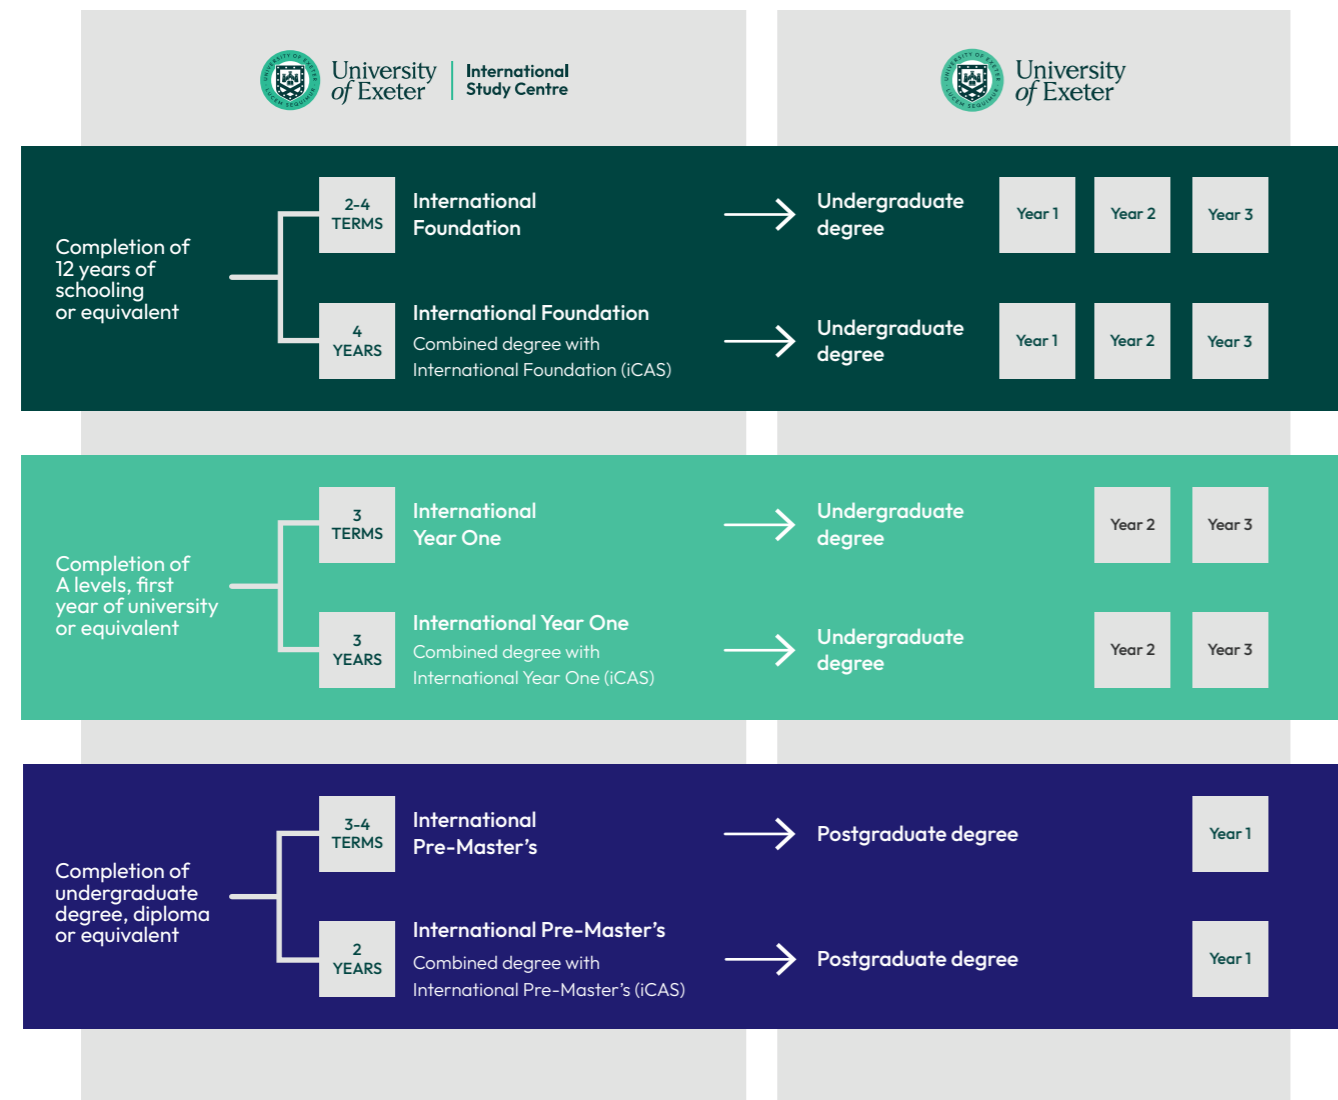 University
of Exeter
International
Study Centre
University
of Exeter
Completion of
12 years of
schooling
or equivalent
2-4
TERMS
International
Foundation
Undergraduate
degree
Year 1
Year 2
Year 3
4
YEARS
International Foundation
Combined degree with
International Foundation (iCAS)
Undergraduate
degree
Year 1
Year 2
Year 3
Completion of
A levels, first
year of university
or equivalent
3
TERMS
International
Year One
Undergraduate
degree
Year 2
Year 3
3
YEARS
International Year One
Combined degree with
International Year One (iCAS)
Undergraduate
degree
Year 2
Year 3
Completion of
undergraduate
degree, diploma
or equivalent
3-4
TERMS
International
Pre-Master’s
Postgraduate degree
Year 1
2
YEARS
International Pre-Master’s
Combined degree with
International Pre-Master’s (iCAS)
Postgraduate degree
Year 1